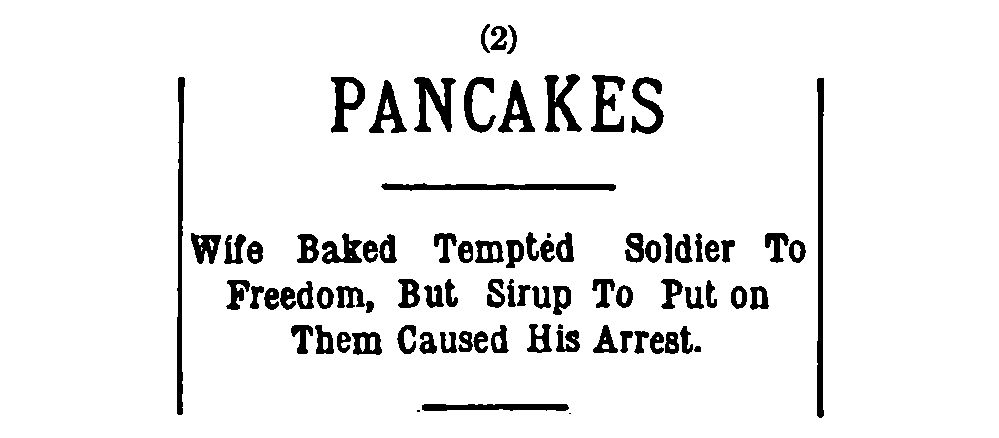 (2)
PANCAKES
Wife Baked Tempted Soldier To
Freedom, But Sirup To Put on
Them Caused His Arrest.